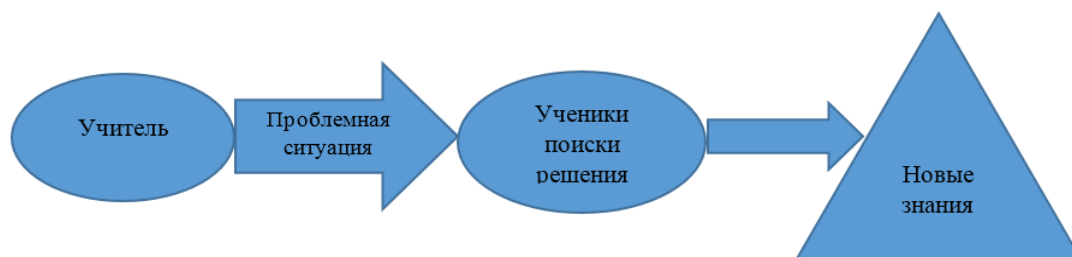 Учитель
Проблемная
ситуация
Ученики
поиски
решения
Новые
знания